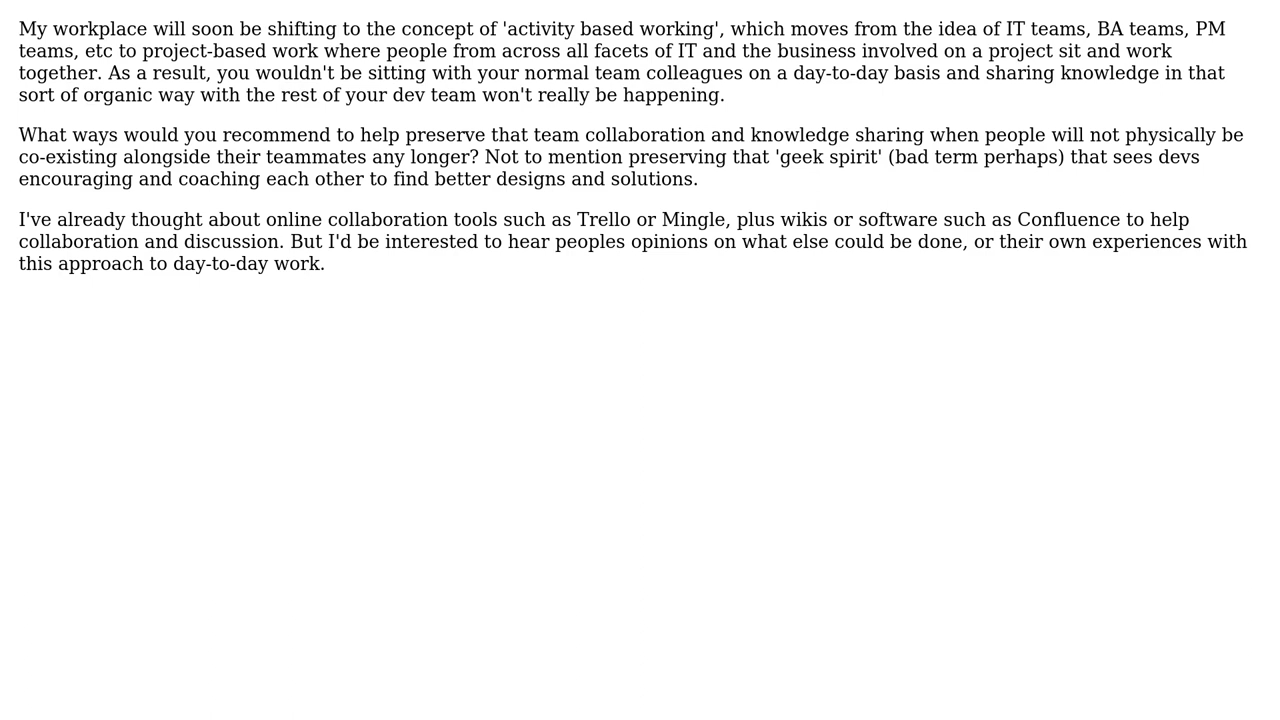 My workplace will soon be shifting to the concept of 'activity based working', which moves from the idea of IT teams, BA teams, PM
teams, etc to project-based work where people from across all facets of IT and the business involved on a project sit and work
together. As a result, you wouldn't be sitting with your normal team colleagues on a day-to-day basis and sharing knowledge in that
sort of organic way with the rest of your dev team won't really be happening.
What ways would you recommend to help preserve that team collaboration and knowledge sharing when people will not physically be
co-existing alongside their teammates any longer? Not to mention preserving that 'geek spirit' (bad term perhaps) that sees devs
encouraging and coaching each other to find better designs and solutions.
I've already thought about online collaboration tools such as Trello or Mingle, plus wikis or software such as Confluence to help
collaboration and discussion. But I'd be interested to hear peoples opinions on what else could be done, or their own experiences with
this approach to day-to-day work.